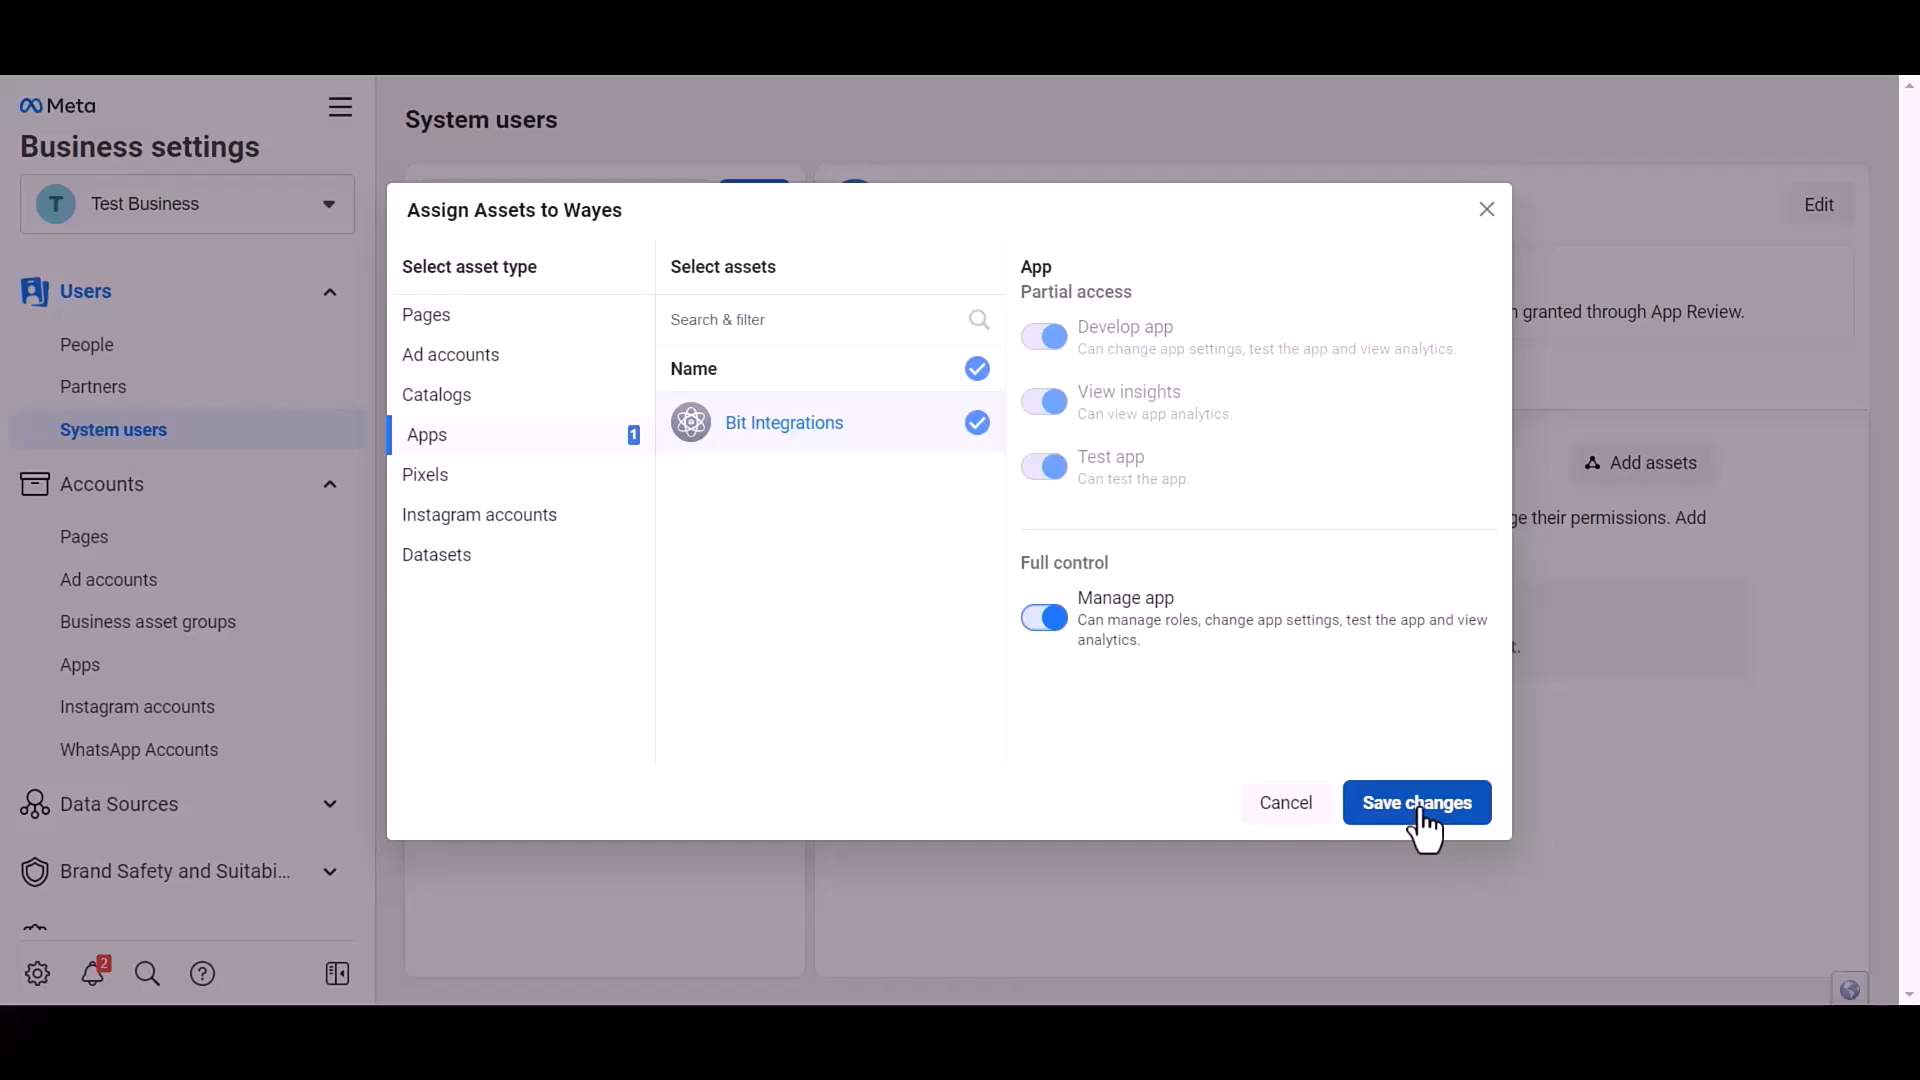 Meta
Business settings
T
Test Business
Users
People
Partners
System users
Accounts
Pages
Ad accounts
Business asset groups
Apps
Instagram accounts
WhatsApp Accounts
Data Sources
Brand Safety and Suitabi...
2
System users
Edit
granted through App Review.
Add assets
their permissions. Add
Assign Assets to Wayes
Select asset type
Pages
Ad accounts
Catalogs
Apps
1
Pixels
Instagram accounts
Datasets
Select assets
Search & filter
Name
Bit Integrations
App
Partial access
Develop app
Can change app settings, test the app and view analytics.
View insights
Can view app analytics.
Test app
Can test the app.
Full control
Manage app
Can manage roles, change app settings, test the app and view
analytics.
Cancel
Save changes